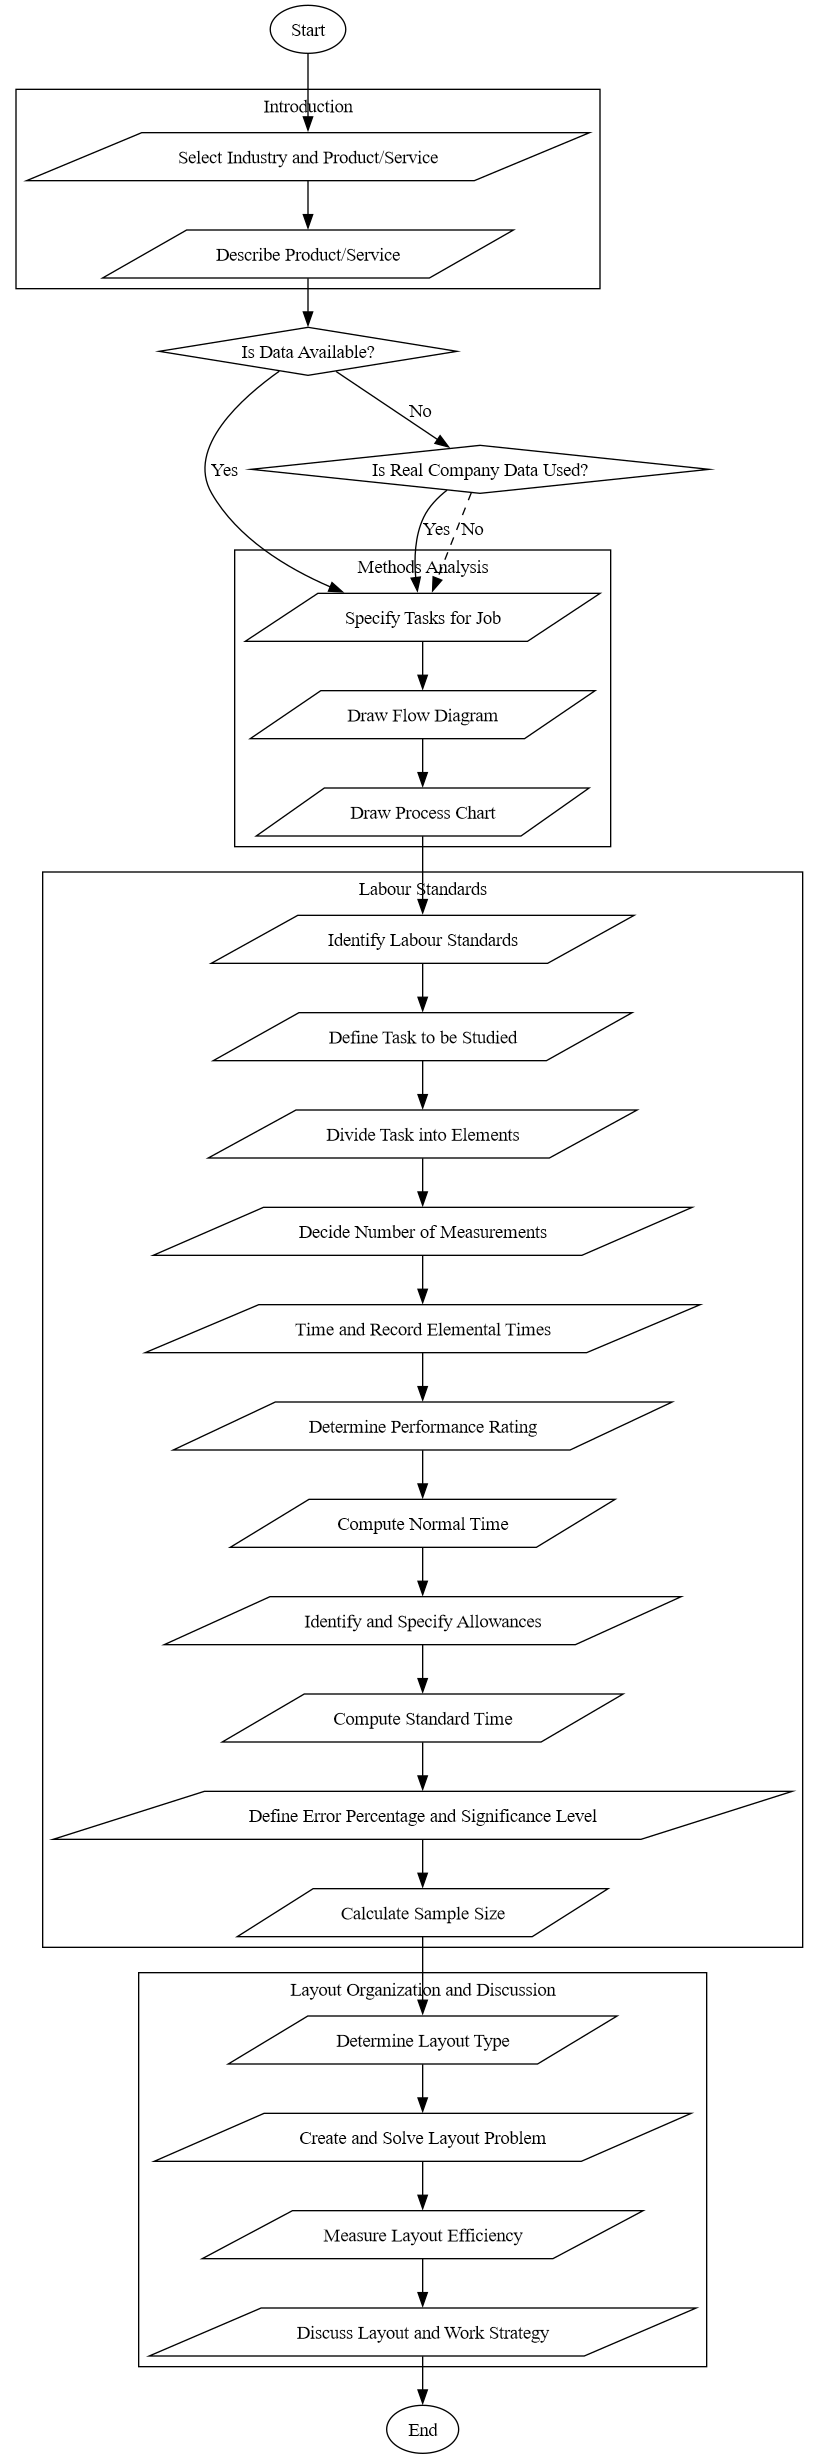 Start
Introduction
Select Industry and Product/Service
Describe Product/Service
Is Data Available?
No
Yes
Is Real Company Data Used?
Yes
No
Methods Analysis
Specify Tasks for Job
Draw Flow Diagram
Draw Process Chart
Labour Standards
Identify Labour Standards
Define Task to be Studied
Divide Task into Elements
Decide Number of Measurements
Time and Record Elemental Times
Determine Performance Rating
Compute Normal Time
Identify and Specify Allowances
Compute Standard Time
Define Error Percentage and Significance Level
Calculate Sample Size
Layout Organization and Discussion
Determine Layout Type
Create and Solve Layout Problem
Measure Layout Efficiency
Discuss Layout and Work Strategy
End